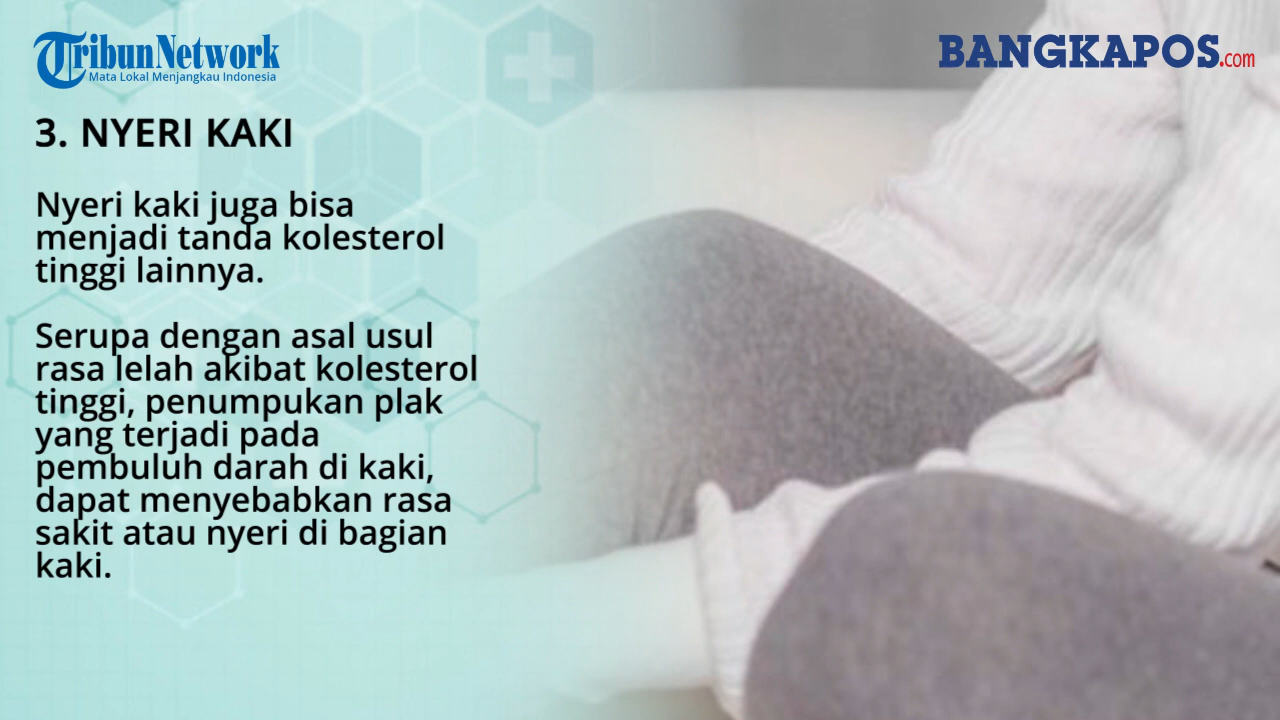 TribunNetwork
Mata Lokal Menjangkau Indonesia
BANGKAPOS.com
3. NYERI KAKI
Nyeri kaki juga bisa
menjadi tanda kolesterol
tinggi lainnya.
Serupa dengan asal usul
rasa lelah akibat kolesterol
tinggi, penumpukan plak
yang terjadi pada
pembuluh darah di kaki,
dapat menyebabkan rasa
sakit atau nyeri di bagian
kaki.